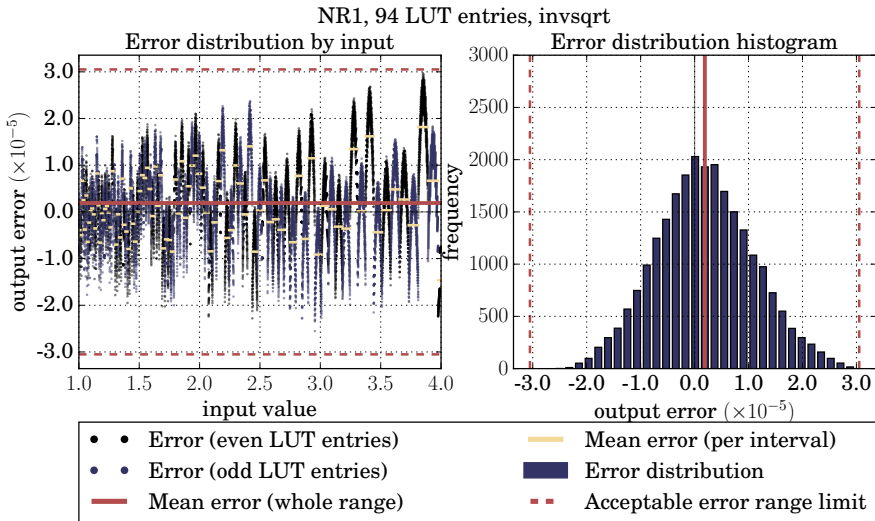 NR1, 94 LUT entries, invsqrt
Error distribution by input
3.0
2.0
1.0
0.0
-1.0
-2.0
-3.0
output error (×10⁻⁵)
1.0 1.5 2.0 2.5 3.0 3.5 4.0
input value
Error distribution histogram
3000
2500
2000
1500
1000
500
0
frequency
-3.0 -2.0 -1.0 0.0 1.0 2.0 3.0
output error (×10⁻⁵)
Error (even LUT entries)
Error (odd LUT entries)
Mean error (whole range)
Mean error (per interval)
Error distribution
Acceptable error range limit